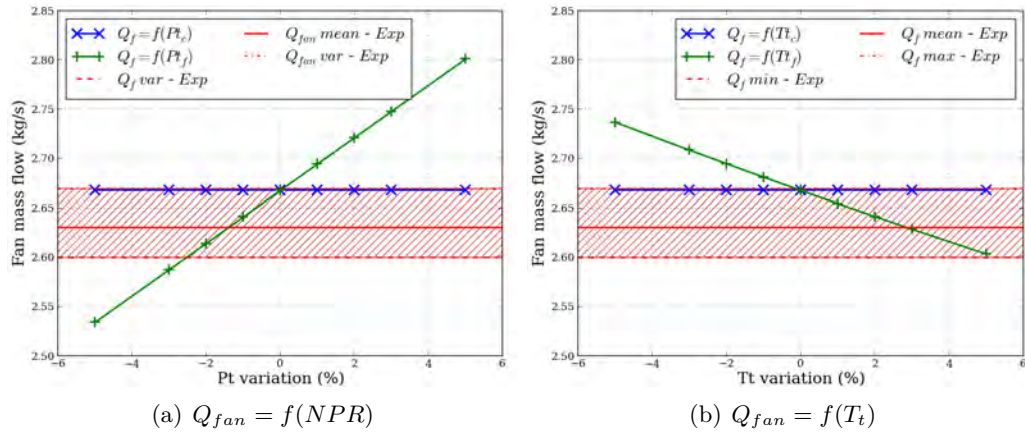 Q_f = f(Pt_c)
Q_f = f(Pt_f)
Q_f var - Exp
Q_fan mean - Exp
Q_fan var - Exp
2.85
2.80
2.75
2.70
2.65
2.60
2.55
2.50
Fan mass flow (kg/s)
−6 −4 −2 0 2 4 6
Pt variation (%)
(a) Q_fan = f(NPR)
Q_f = f(Tt_c)
Q_f = f(Tt_f)
Q_f min - Exp
Q_f mean - Exp
Q_f max - Exp
2.85
2.80
2.75
2.70
2.65
2.60
2.55
2.50
Fan mass flow (kg/s)
−6 −4 −2 0 2 4 6
Tt variation (%)
(b) Q_fan = f(T_t)